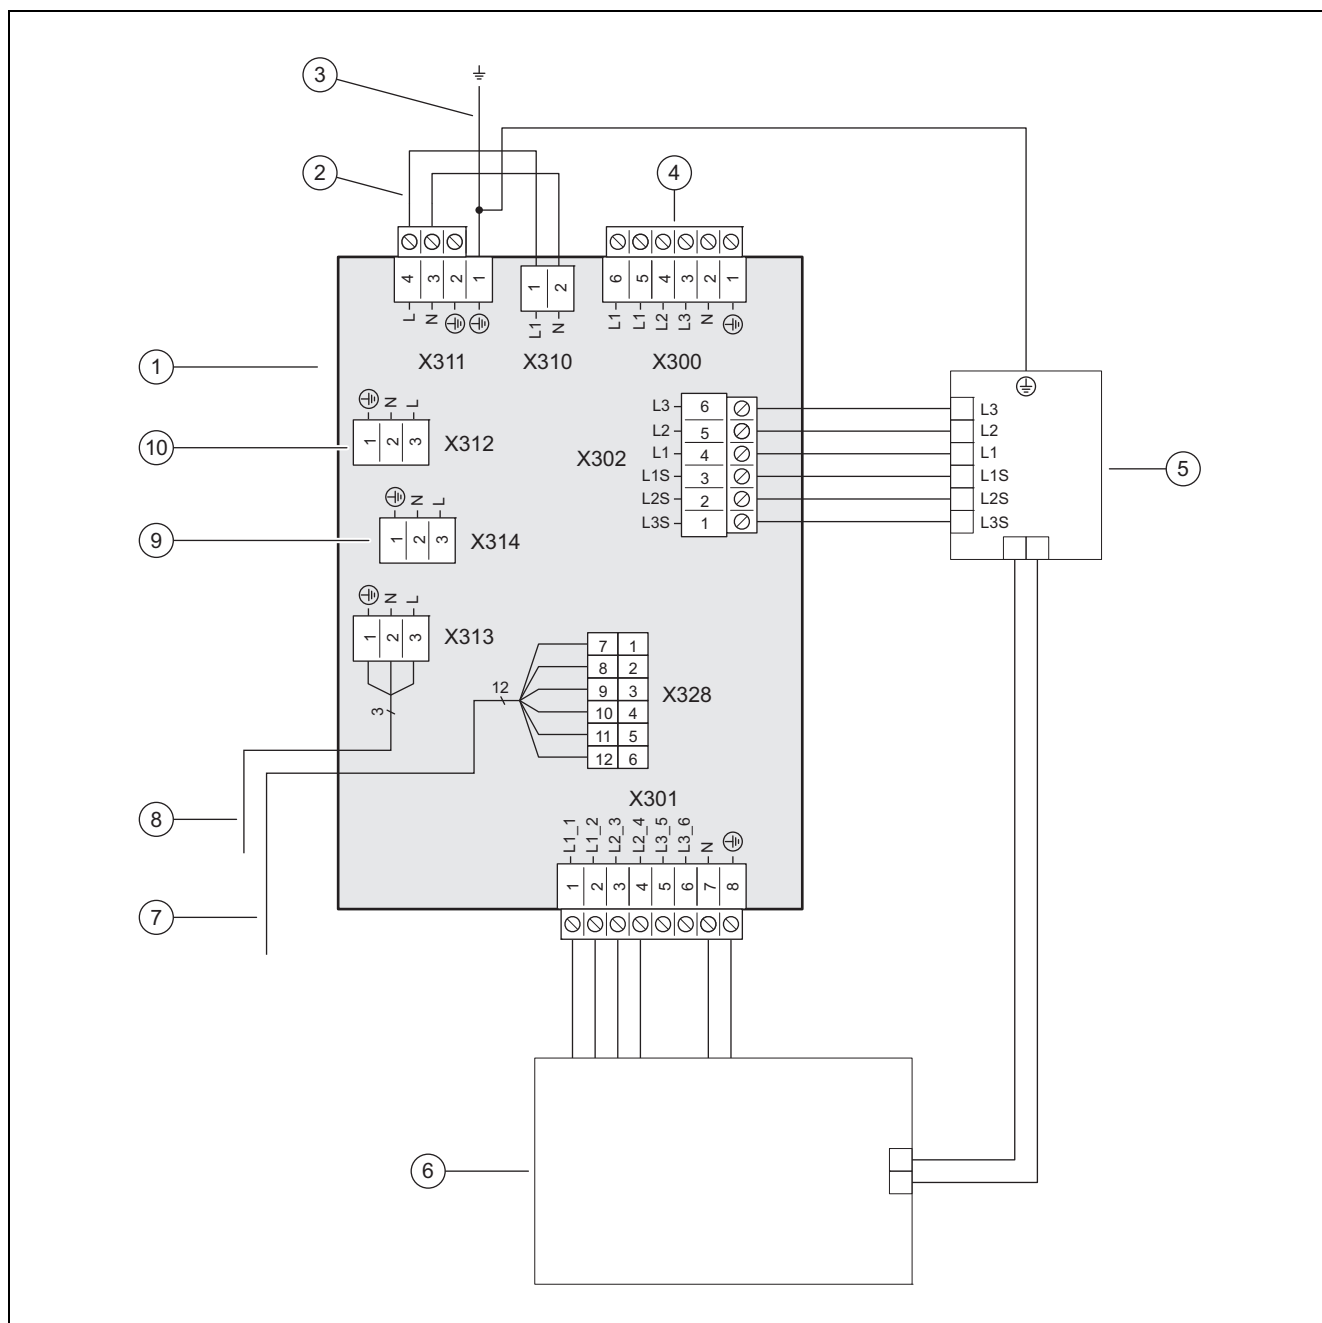 3
2
4
4 3 2 1
1 2
6 5 4 3 2 1
L N
L1 N
L1 L1 L2 L3 N
X311
X310
X300
1
N L
1 2 3
X312
10
X302
L3 6
L2 5
L1 4
L1S 3
L2S 2
L3S 1
L3
L2
L1
L1S
L2S
L3S
5
N L
1 2 3
X314
9
N L
1 2 3
X313
3
12
7 1
8 2
9 3
10 4
11 5
12 6
X328
8
7
X301
L1_1 L1_2 L2_3 L2_4 L3_5 L3_6 N
1 2 3 4 5 6 7 8
6